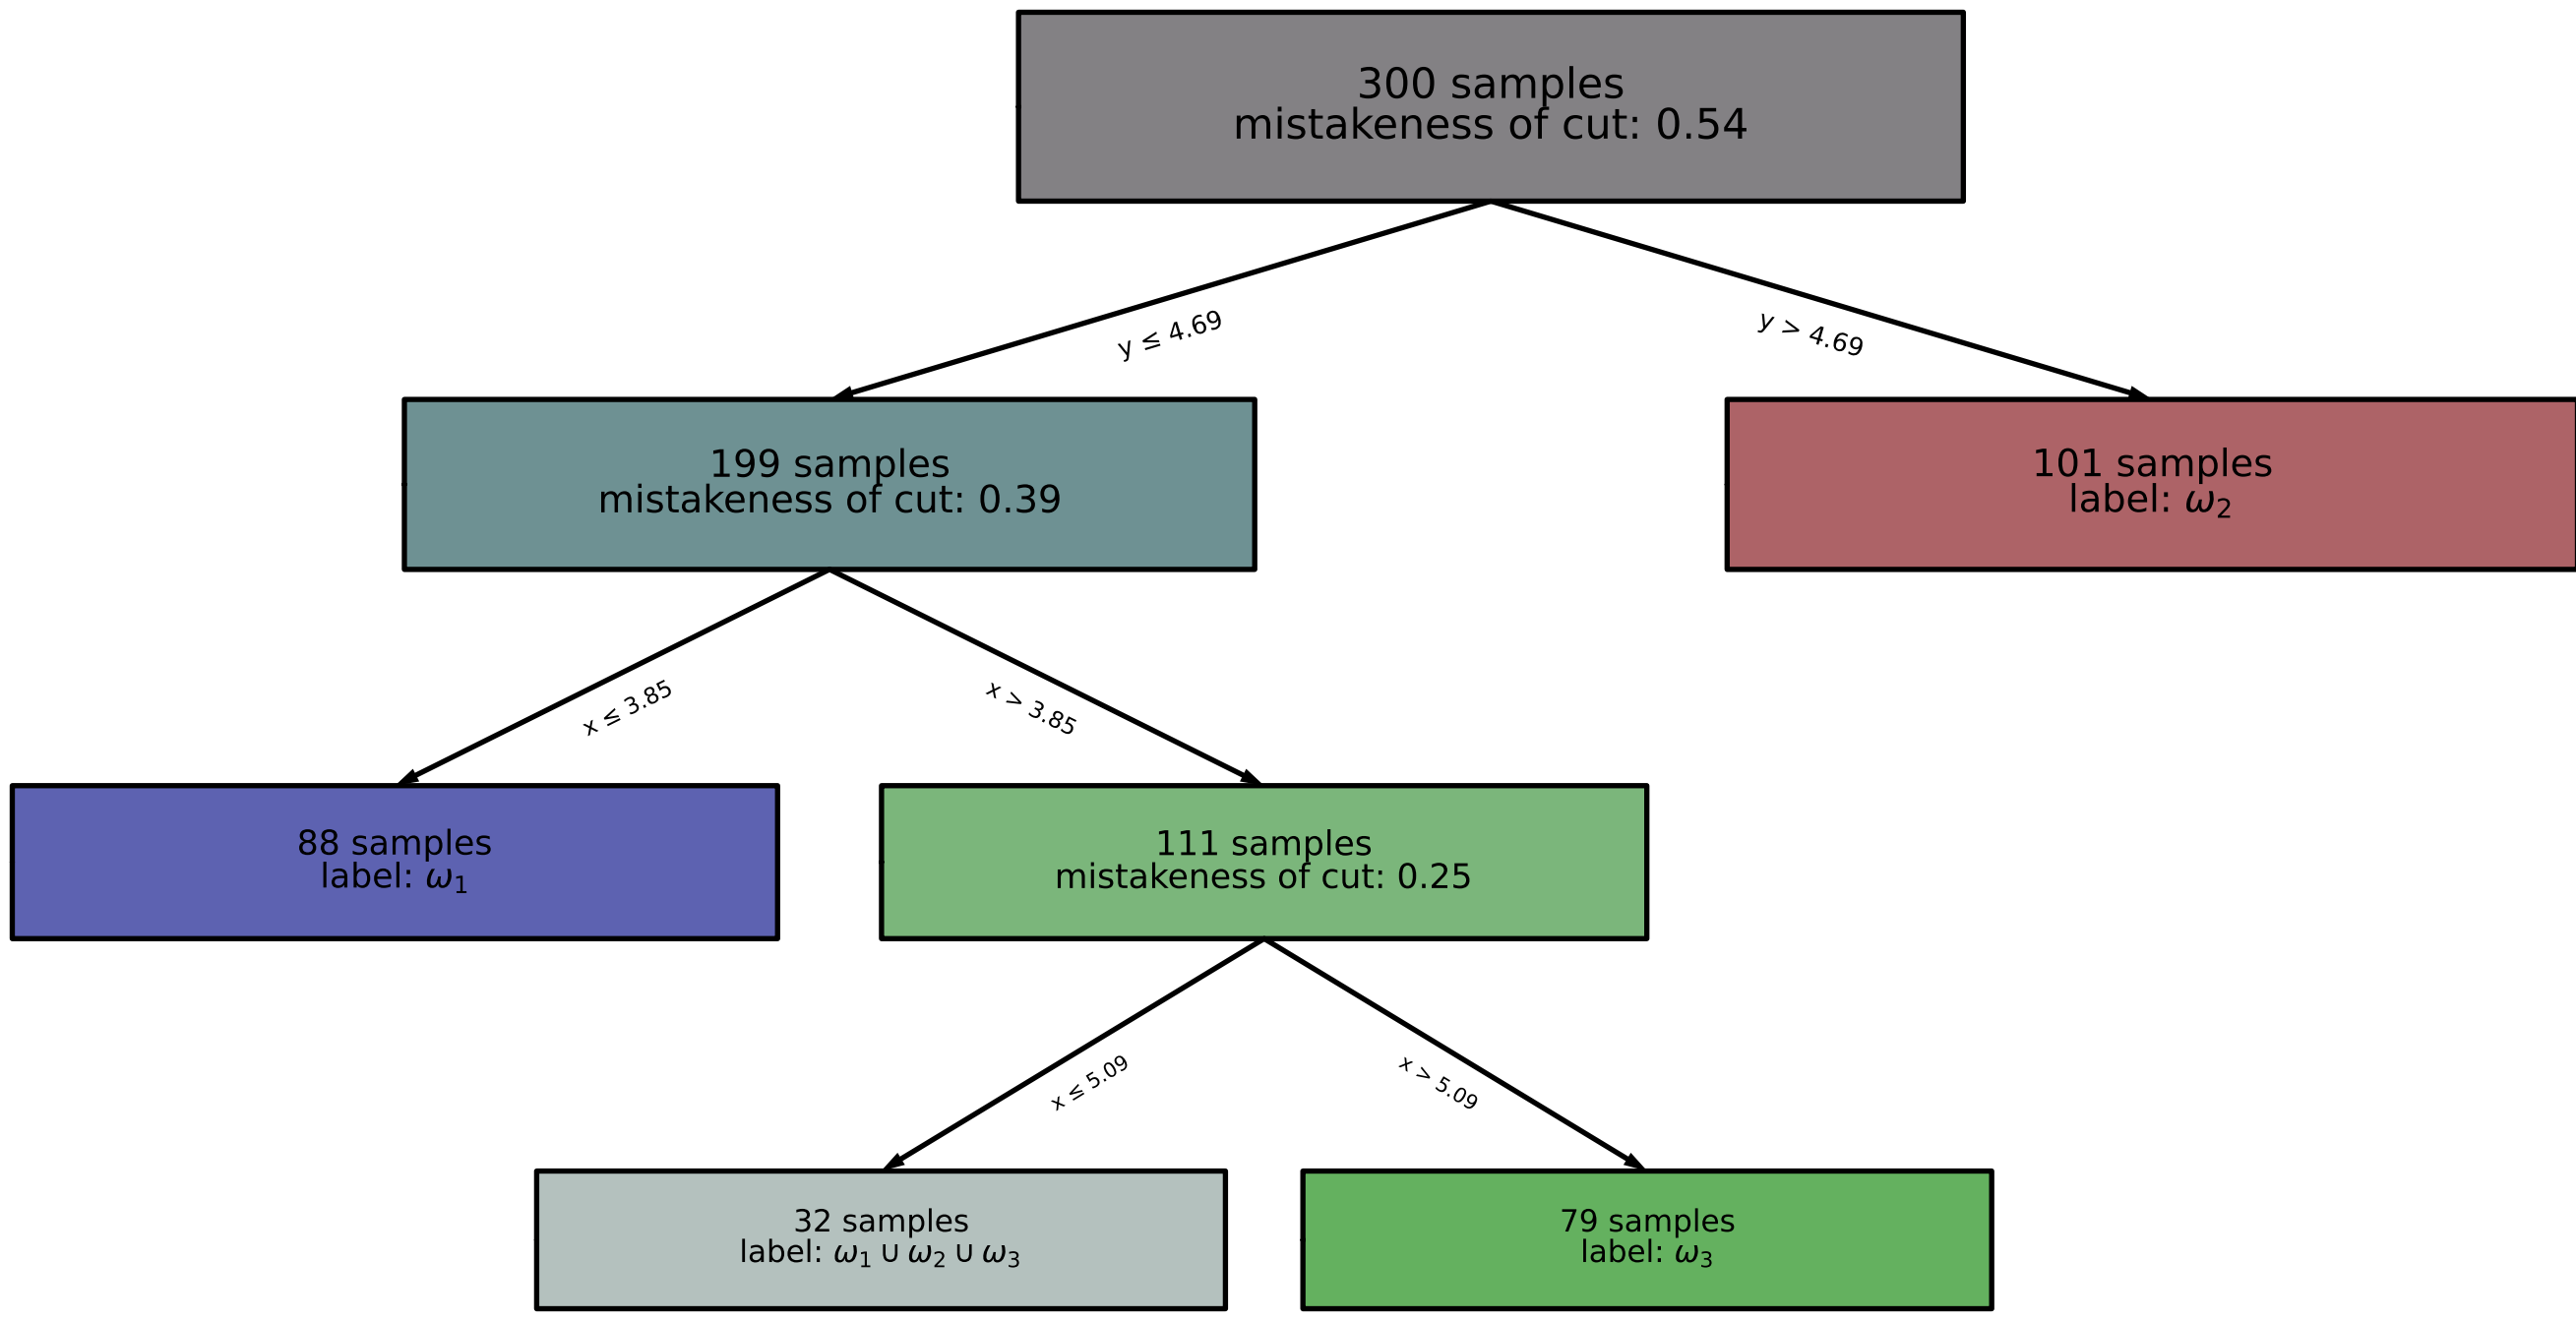 300 samples
mistakeness of cut: 0.54
y ≤ 4.69
y > 4.69
199 samples
mistakeness of cut: 0.39
101 samples
label: ω₂
x ≤ 3.85
x > 3.85
88 samples
label: ω₁
111 samples
mistakeness of cut: 0.25
x ≤ 5.09
x > 5.09
32 samples
label: ω₁ ∪ ω₂ ∪ ω₃
79 samples
label: ω₃